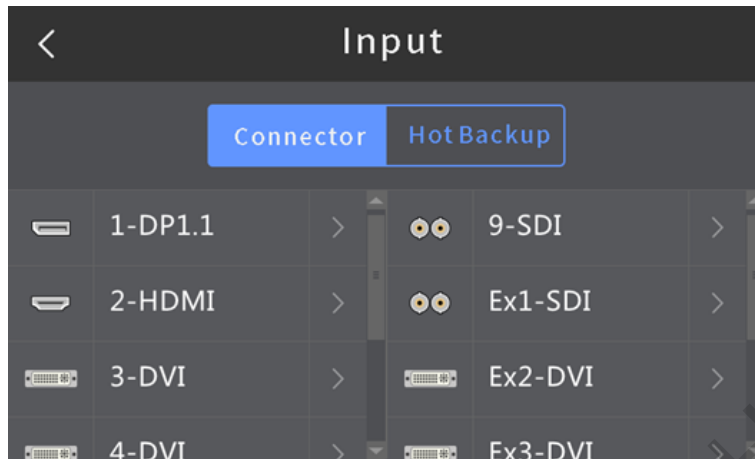 Input
Connector
Hot Backup
1-DP1.1
2-HDMI
3-DVI
4-DVI
9-SDI
Ex1-SDI
Ex2-DVI
Ex3-DVI